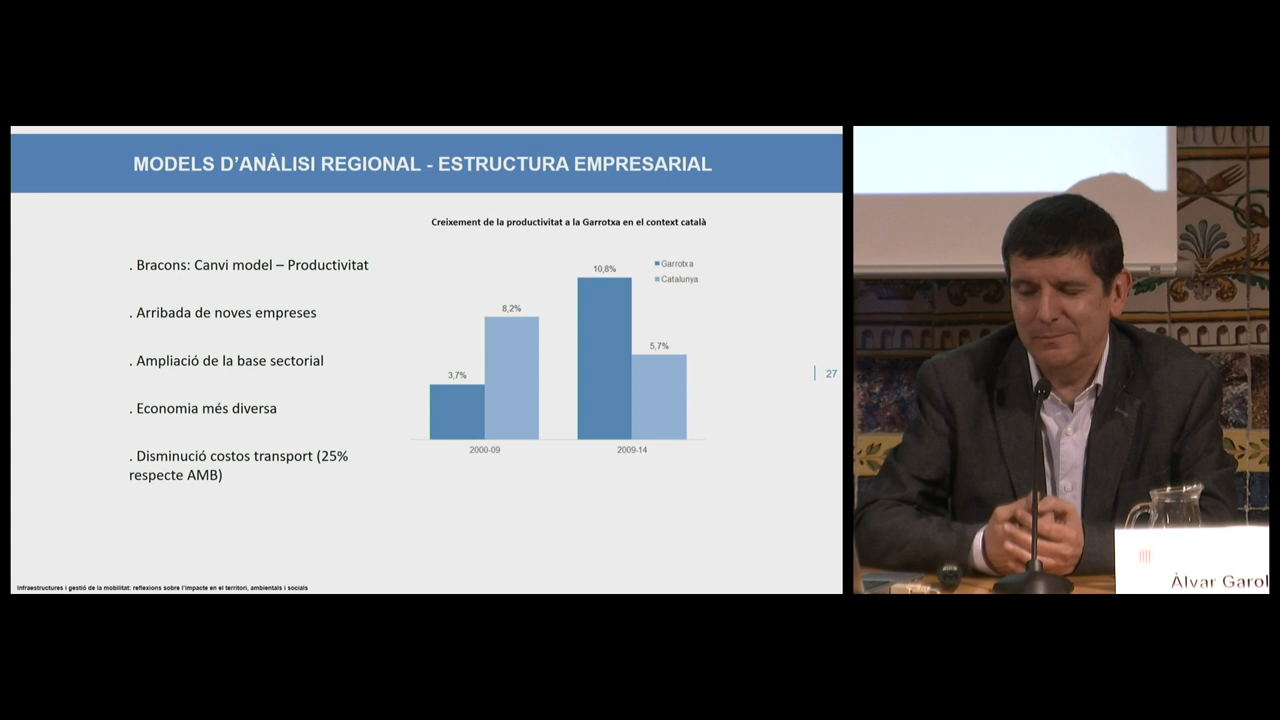 MODELS D'ANÀLISI REGIONAL - ESTRUCTURA EMPRESARIAL
Creixement de la productivitat a la Garrotxa en el context català
. Bracons: Canvi model – Productivitat
. Arribada de noves empreses
. Ampliació de la base sectorial
. Economia més diversa
. Disminució costos transport (25%
respecte AMB)
Garrotxa
Catalunya
3,7%
8,2%
10,8%
5,7%
2000-09
2009-14
27
Infraestructures i gestió de la mobilitat: reflexions sobre l'impacte en el territori, ambientals i socials
Àlvar Garol